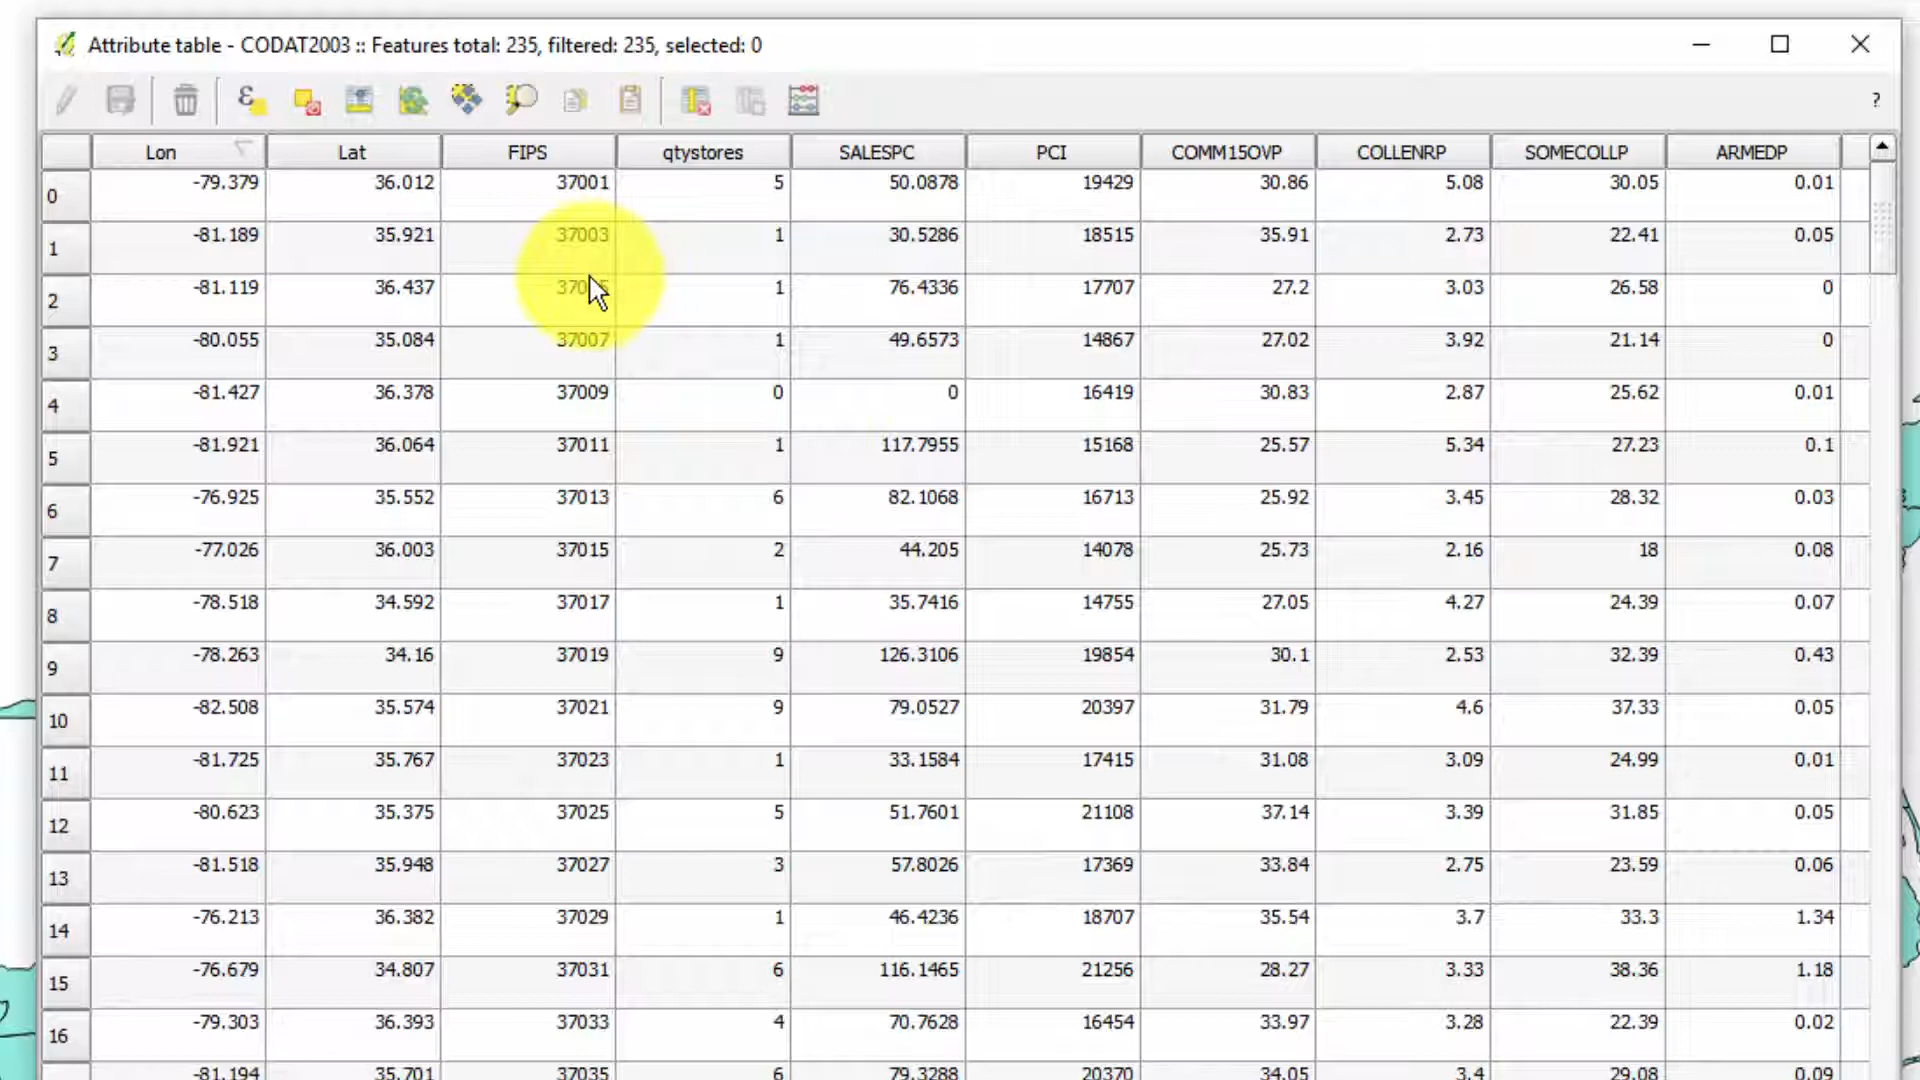 Attribute table - CODAT2003 :: Features total: 235, filtered: 235, selected: 0
ε
?
Lon Lat FIPS qtystores SALESPC PCI COMM15OVP COLLENRP SOMECOLLP ARMEDP
0 -79.379 36.012 37001 5 50.0878 19429 30.86 5.08 30.05 0.01
1 -81.189 35.921 37003 1 30.5286 18515 35.91 2.73 22.41 0.05
2 -81.119 36.437 1 76.4336 17707 27.2 3.03 26.58 0
3 -80.055 35.084 37007 1 49.6573 14867 27.02 3.92 21.14 0
4 -81.427 36.378 37009 0 0 16419 30.83 2.87 25.62 0.01
5 -81.921 36.064 37011 1 117.7955 15168 25.57 5.34 27.23 0.1
6 -76.925 35.552 37013 6 82.1068 16713 25.92 3.45 28.32 0.03
7 -77.026 36.003 37015 2 44.205 14078 25.73 2.16 18 0.08
8 -78.518 34.592 37017 1 35.7416 14755 27.05 4.27 24.39 0.07
9 -78.263 34.16 37019 9 126.3106 19854 30.1 2.53 32.39 0.43
10 -82.508 35.574 37021 9 79.0527 20397 31.79 4.6 37.33 0.05
11 -81.725 35.767 37023 1 33.1584 17415 31.08 3.09 24.99 0.01
12 -80.623 35.375 37025 5 51.7601 21108 37.14 3.39 31.85 0.05
13 -81.518 35.948 37027 3 57.8026 17369 33.84 2.75 23.59 0.06
14 -76.213 36.382 37029 1 46.4236 18707 35.54 3.7 33.3 1.34
15 -76.679 34.807 37031 6 116.1465 21256 28.27 3.33 38.36 1.18
16 -79.303 36.393 37033 4 70.7628 16454 33.97 3.28 22.39 0.02
-81.194 35.701 37035 6 79.3288 20370 34.05 3.4 29.08 0.09